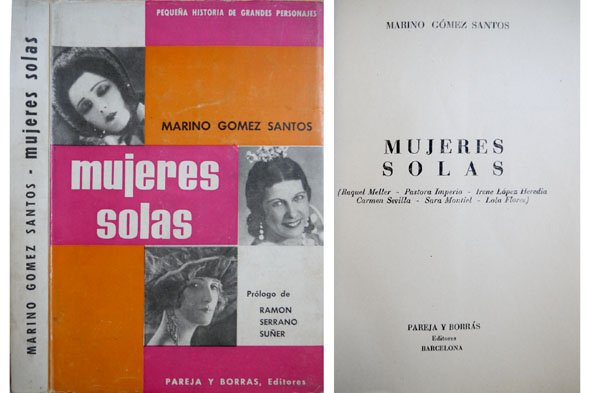 MARINO GOMEZ SANTOS - mujeres solas
PEQUEÑA HISTORIA DE GRANDES PERSONAJES
MARINO GOMEZ SANTOS
mujeres
solas
Prólogo de
RAMON
SERRANO
SUÑER
PAREJA Y BORRAS, Editores
MARINO GÓMEZ SANTOS
MUJERES
SOLAS
(Raquel Meller - Pastora Imperio - Irene López Heredia
Carmen Sevilla - Sara Montiel - Lola Flores)
PAREJA Y BORRÁS
Editores
BARCELONA